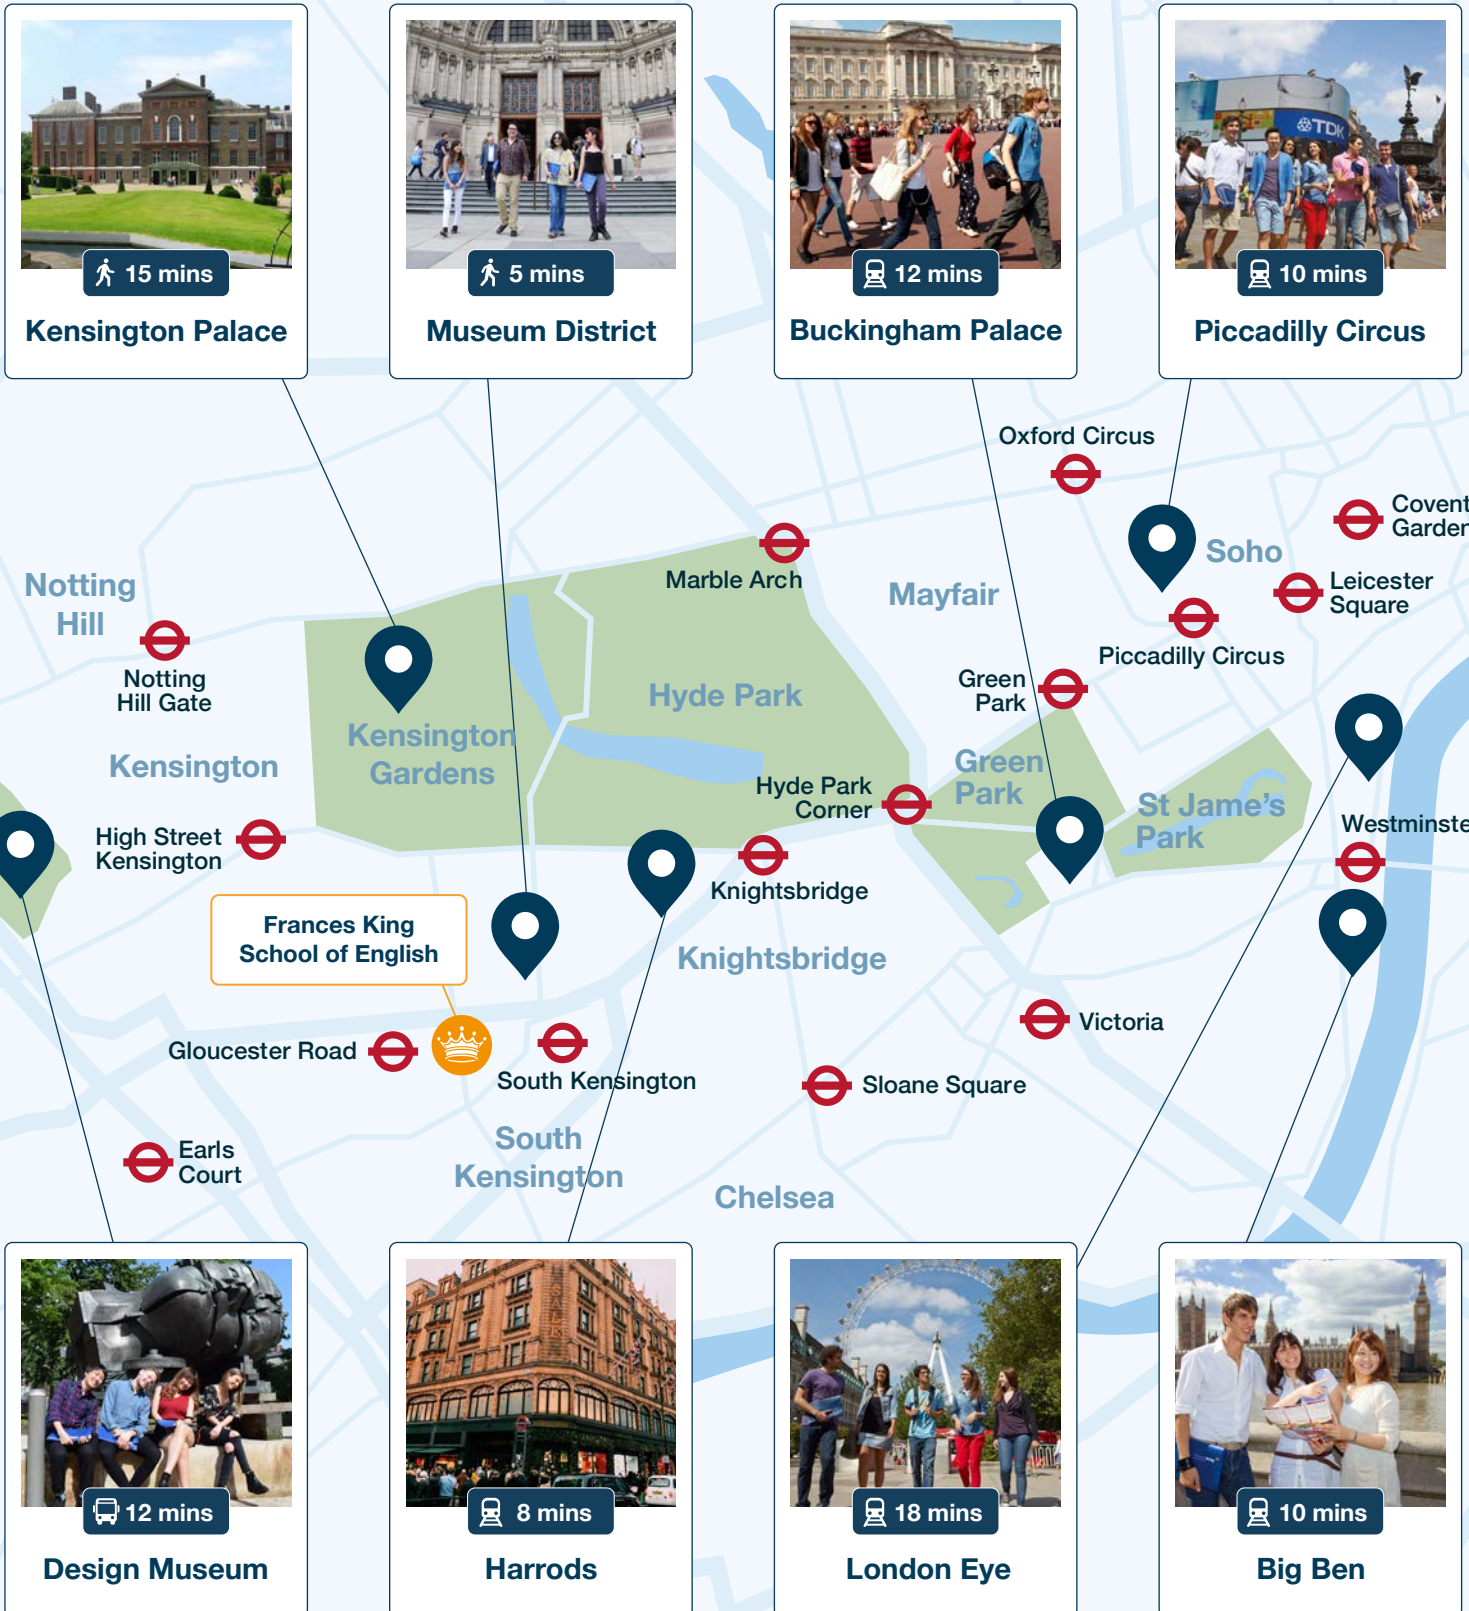 15 mins
Kensington Palace
5 mins
Museum District
12 mins
Buckingham Palace
TDK
10 mins
Piccadilly Circus
Oxford Circus
Covent
Garden
Soho
Marble Arch
Mayfair
Leicester
Square
Notting
Hill
Notting
Hill Gate
Piccadilly Circus
Green
Park
Hyde Park
Kensington
Gardens
Kensington
Green
Park
Hyde Park
Corner
St Jame's
Park
Westminste
High Street
Kensington
Knightsbridge
Frances King
School of English
Knightsbridge
Victoria
Gloucester Road
South Kensington
Sloane Square
Earls
Court
South
Kensington
Chelsea
12 mins
Design Museum
8 mins
Harrods
18 mins
London Eye
10 mins
Big Ben